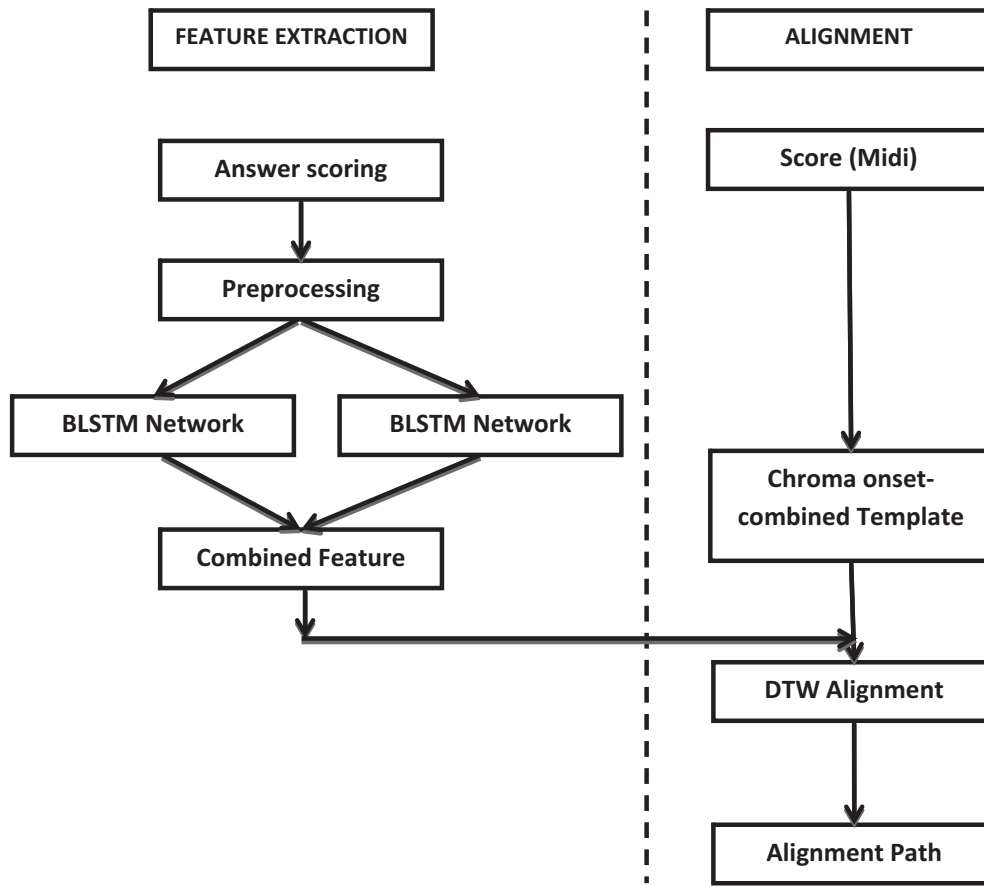 FEATURE EXTRACTION
Answer scoring
Preprocessing
BLSTM Network
BLSTM Network
Combined Feature
ALIGNMENT
Score (Midi)
Chroma onset-
combined Template
DTW Alignment
Alignment Path